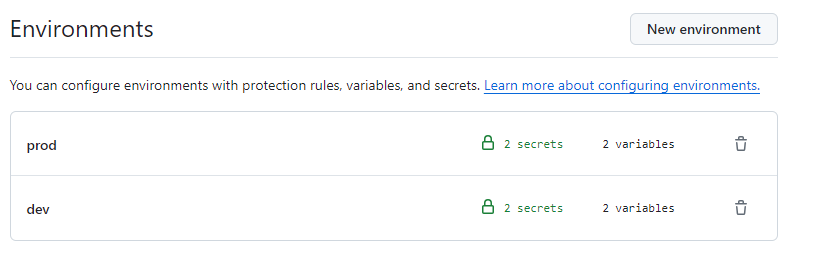 Environments
New environment
You can configure environments with protection rules, variables, and secrets. Learn more about configuring environments.
prod 2 secrets 2 variables
dev 2 secrets 2 variables